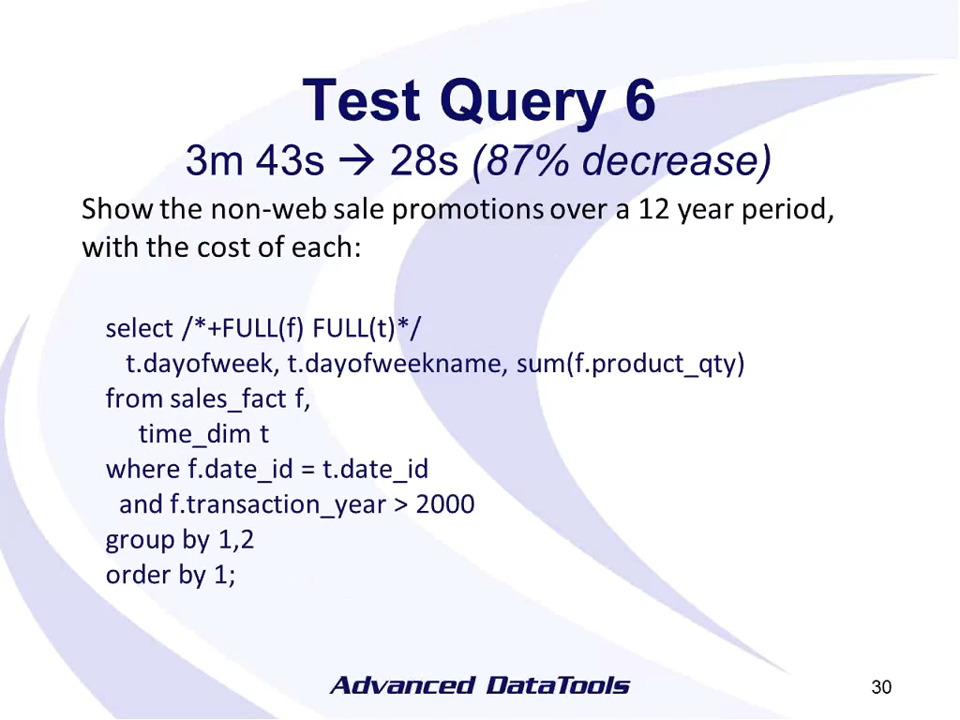 Test Query 6
3m 43s → 28s (87% decrease)
Show the non-web sale promotions over a 12 year period,
with the cost of each:
select /*+FULL(f) FULL(t)*/
t.dayofweek, t.dayofweekname, sum(f.product_qty)
from sales_fact f,
time_dim t
where f.date_id = t.date_id
and f.transaction_year > 2000
group by 1,2
order by 1;
Advanced DataTools
30